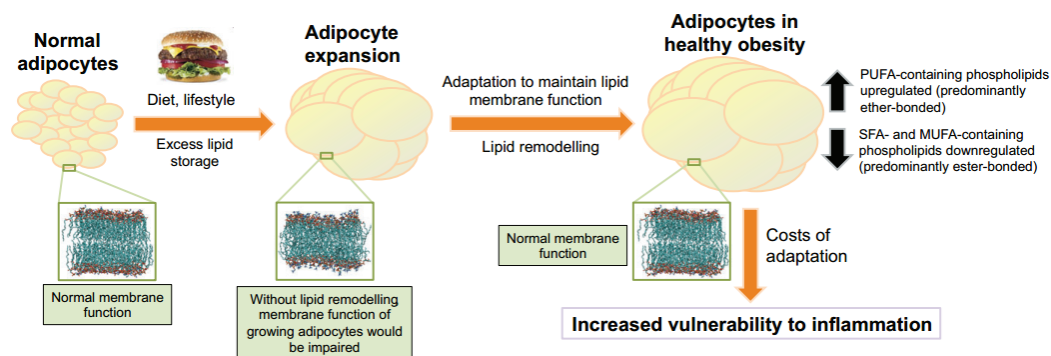 Normal
adipocytes
Diet, lifestyle
Excess lipid
storage
Adipocyte
expansion
Adaptation to maintain lipid
membrane function
Lipid remodelling
Adipocytes in
healthy obesity
PUFA-containing phospholipids
upregulated (predominantly
ether-bonded)
SFA- and MUFA-containing
phospholipids downregulated
(predominantly ester-bonded)
Normal membrane
function
Without lipid remodelling
membrane function of
growing adipocytes would
be impaired
Normal membrane
function
Costs of
adaptation
Increased vulnerability to inflammation